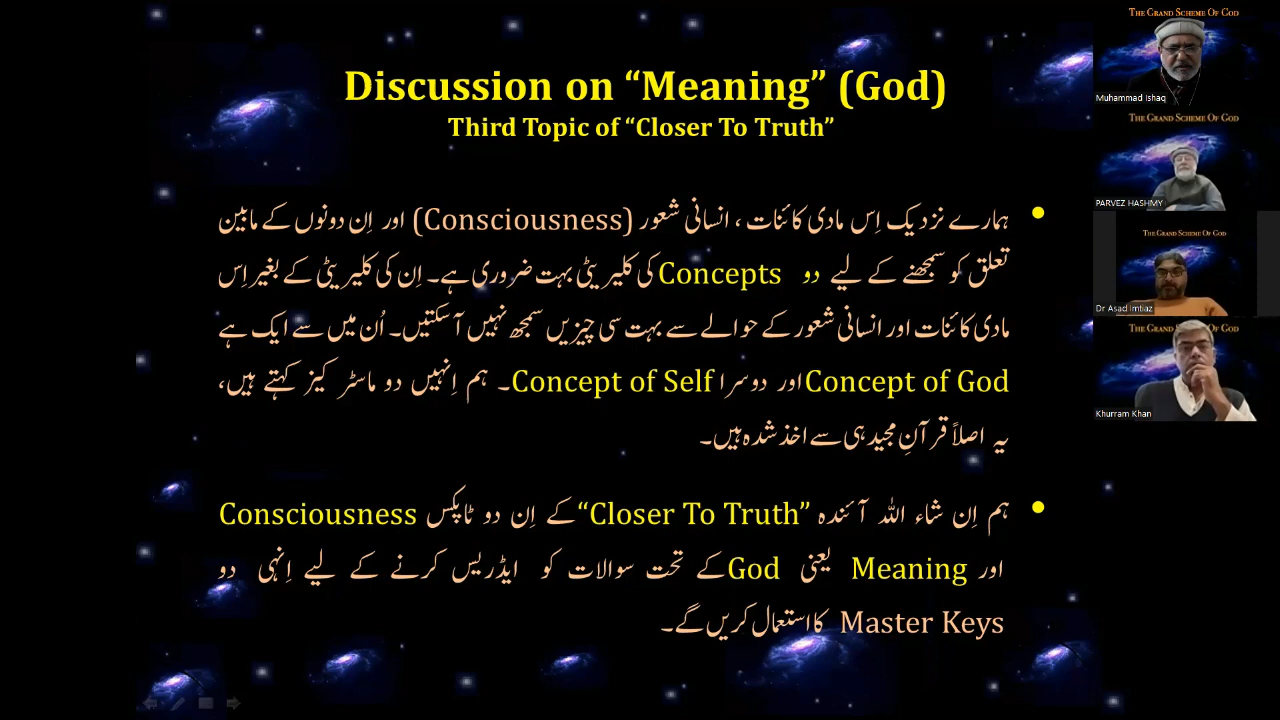 Discussion on “Meaning” (God)
Third Topic of “Closer To Truth”
ہمارے نزدیک اِس مادی کائنات ، انسانی شعور (Consciousness) اور اِن دونوں کے مابین
تعلق کو سمجھنے کے لیے دو Concepts کی کلیریٹی بہت ضروری ہے۔ اِن کی کلیریٹی کے بغیر اِس
مادی کائنات اور انسانی شعور کے حوالے سے بہت سی چیزیں سمجھ نہیں آسکتیں۔ اُن میں سے ایک ہے
Concept of God اور دوسرا Concept of Self۔ ہم اِنہیں دو ماسٹر کیز کہتے ہیں،
یہ اصلاً قرآنِ مجید ہی سے اخذ شدہ ہیں۔
ہم اِن شاء اللہ آئندہ “Closer To Truth” کے اِن دو ٹاپکس Consciousness
اور Meaning یعنی God کے تحت سوالات کو ایڈریس کرنے کے لیے اِنہی دو
Master Keys کا استعمال کریں گے۔
The Grand Scheme Of God
Muhammad Ishaq
The Grand Scheme Of God
PARVEZ HASHMY
The Grand Scheme Of God
Dr Asad Imtiaz
The Grand Scheme Of God
Khurram Khan